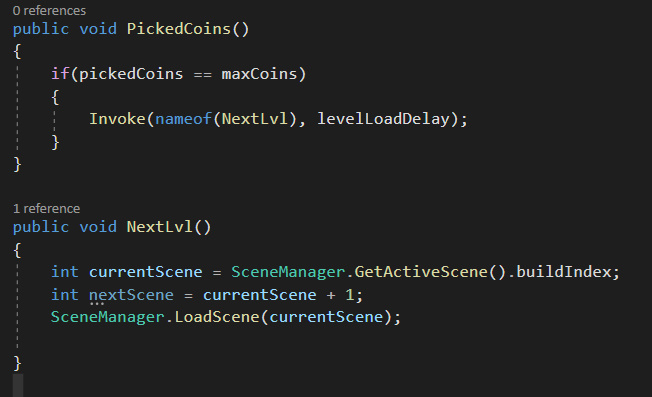 0 references
public void PickedCoins()
{
if(pickedCoins == maxCoins)
{
Invoke(nameof(NextLvl), levelLoadDelay);
}
}
1 reference
public void NextLvl()
{
int currentScene = SceneManager.GetActiveScene().buildIndex;
int nextScene = currentScene + 1;
SceneManager.LoadScene(currentScene);
}